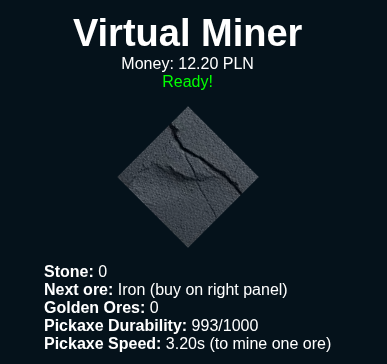 Virtual Miner
Money: 12.20 PLN
Ready!
Stone: 0
Next ore: Iron (buy on right panel)
Golden Ores: 0
Pickaxe Durability: 993/1000
Pickaxe Speed: 3.20s (to mine one ore)